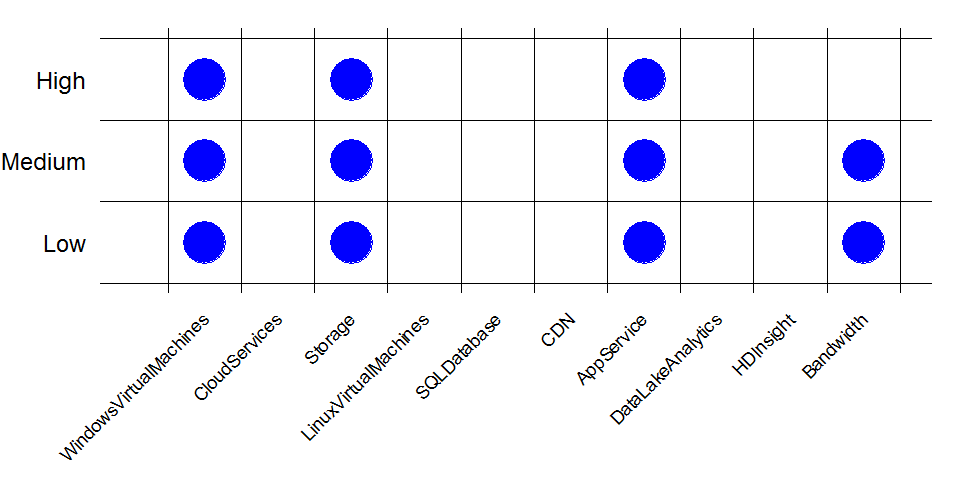 High
Medium
Low
WindowsVirtualMachines
CloudServices
Storage
LinuxVirtualMachines
SQLDatabase
CDN
AppService
DataLakeAnalytics
HDInsight
Bandwidth